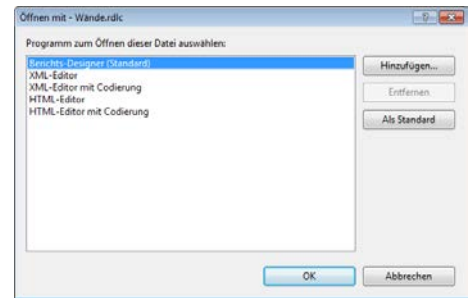 Öffnen mit - Wände.rdlc
Programm zum Öffnen dieser Datei auswählen:
Berichts-Designer (Standard)
XML-Editor
XML-Editor mit Codierung
HTML-Editor
HTML-Editor mit Codierung
Hinzufügen...
Entfernen
Als Standard
OK
Abbrechen